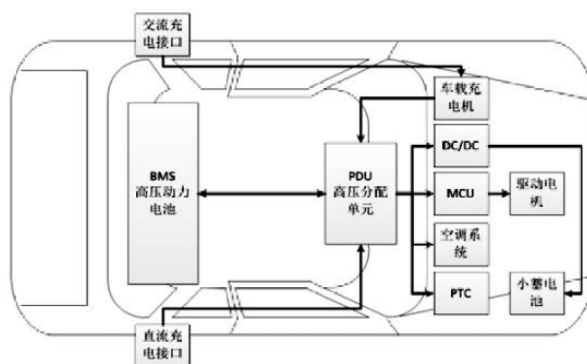 交流充
电接口
车载充
电机
BMS
高压动力
电池
PDU
高压分配
单元
DC/DC
MCU
驱动电
机
空调系
统
PTC
小蓄电
池
直流充
电接口